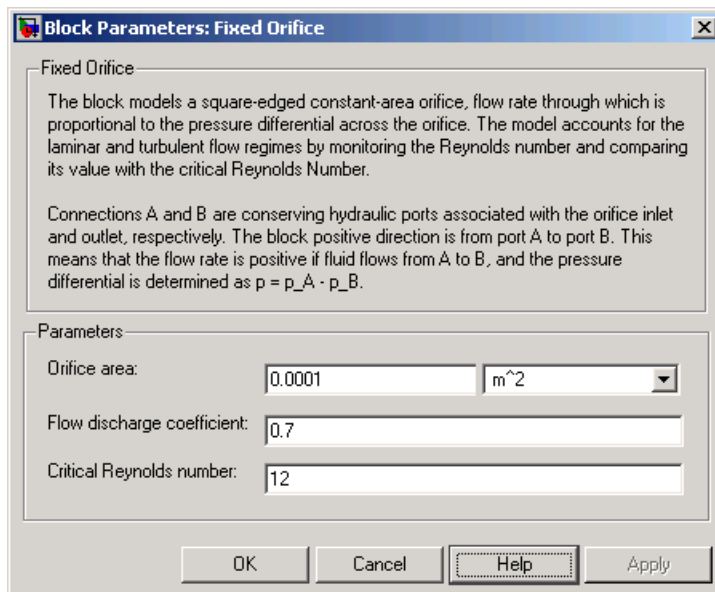 Block Parameters: Fixed Orifice
Fixed Orifice
The block models a square-edged constant-area orifice, flow rate through which is
proportional to the pressure differential across the orifice. The model accounts for the
laminar and turbulent flow regimes by monitoring the Reynolds number and comparing
its value with the critical Reynolds Number.
Connections A and B are conserving hydraulic ports associated with the orifice inlet
and outlet, respectively. The block positive direction is from port A to port B. This
means that the flow rate is positive if fluid flows from A to B, and the pressure
differential is determined as p = p_A - p_B.
Parameters
Orifice area: 0.0001 m^2
Flow discharge coefficient: 0.7
Critical Reynolds number: 12
OK Cancel Help Apply